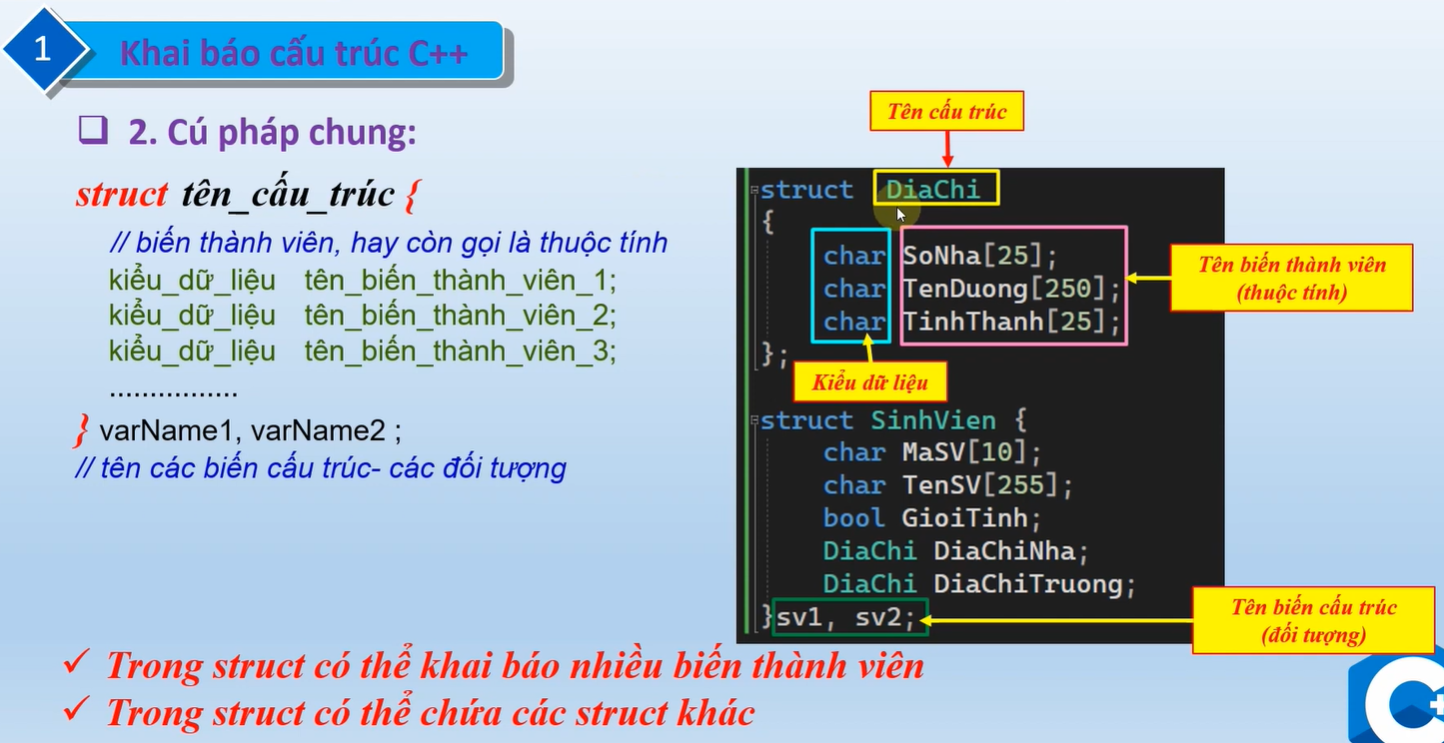 1
Khai báo cấu trúc C++
2. Cú pháp chung:
struct tên_cấu_trúc {
// biến thành viên, hay còn gọi là thuộc tính
kiểu_dữ_liệu tên_biến_thành_viên_1;
kiểu_dữ_liệu tên_biến_thành_viên_2;
kiểu_dữ_liệu tên_biến_thành_viên_3;
................
} varName1, varName2 ;
// tên các biến cấu trúc- các đối tượng
Tên cấu trúc
struct DiaChi
{
char SoNha[25];
char TenDuong[250];
char TinhThanh[25];
};
Tên biến thành viên
(thuộc tính)
Kiểu dữ liệu
struct SinhVien {
char MaSV[10];
char TenSV[255];
bool GioiTinh;
DiaChi DiaChiNha;
DiaChi DiaChiTruong;
}sv1, sv2;
Tên biến cấu trúc
(đối tượng)
✓ Trong struct có thể khai báo nhiều biến thành viên
✓ Trong struct có thể chứa các struct khác
C+